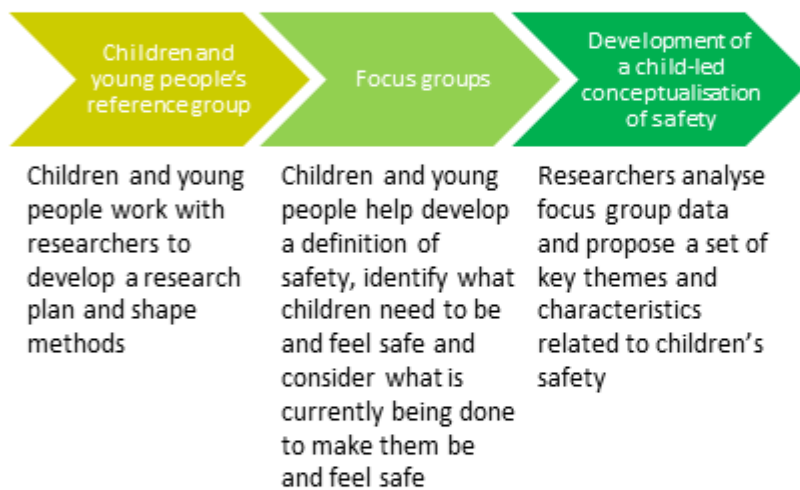 Children and
young people's
reference group
Children and young
people work with
researchers to
develop a research
plan and shape
methods
Focus groups
Children and young
people help develop
a definition of
safety, identify what
children need to be
and feel safe and
consider what is
currently being done
to make them be
and feel safe
Development of
a child-led
conceptualisation
of safety
Researchers analyse
focus group data
and propose a set of
key themes and
characteristics
related to children's
safety